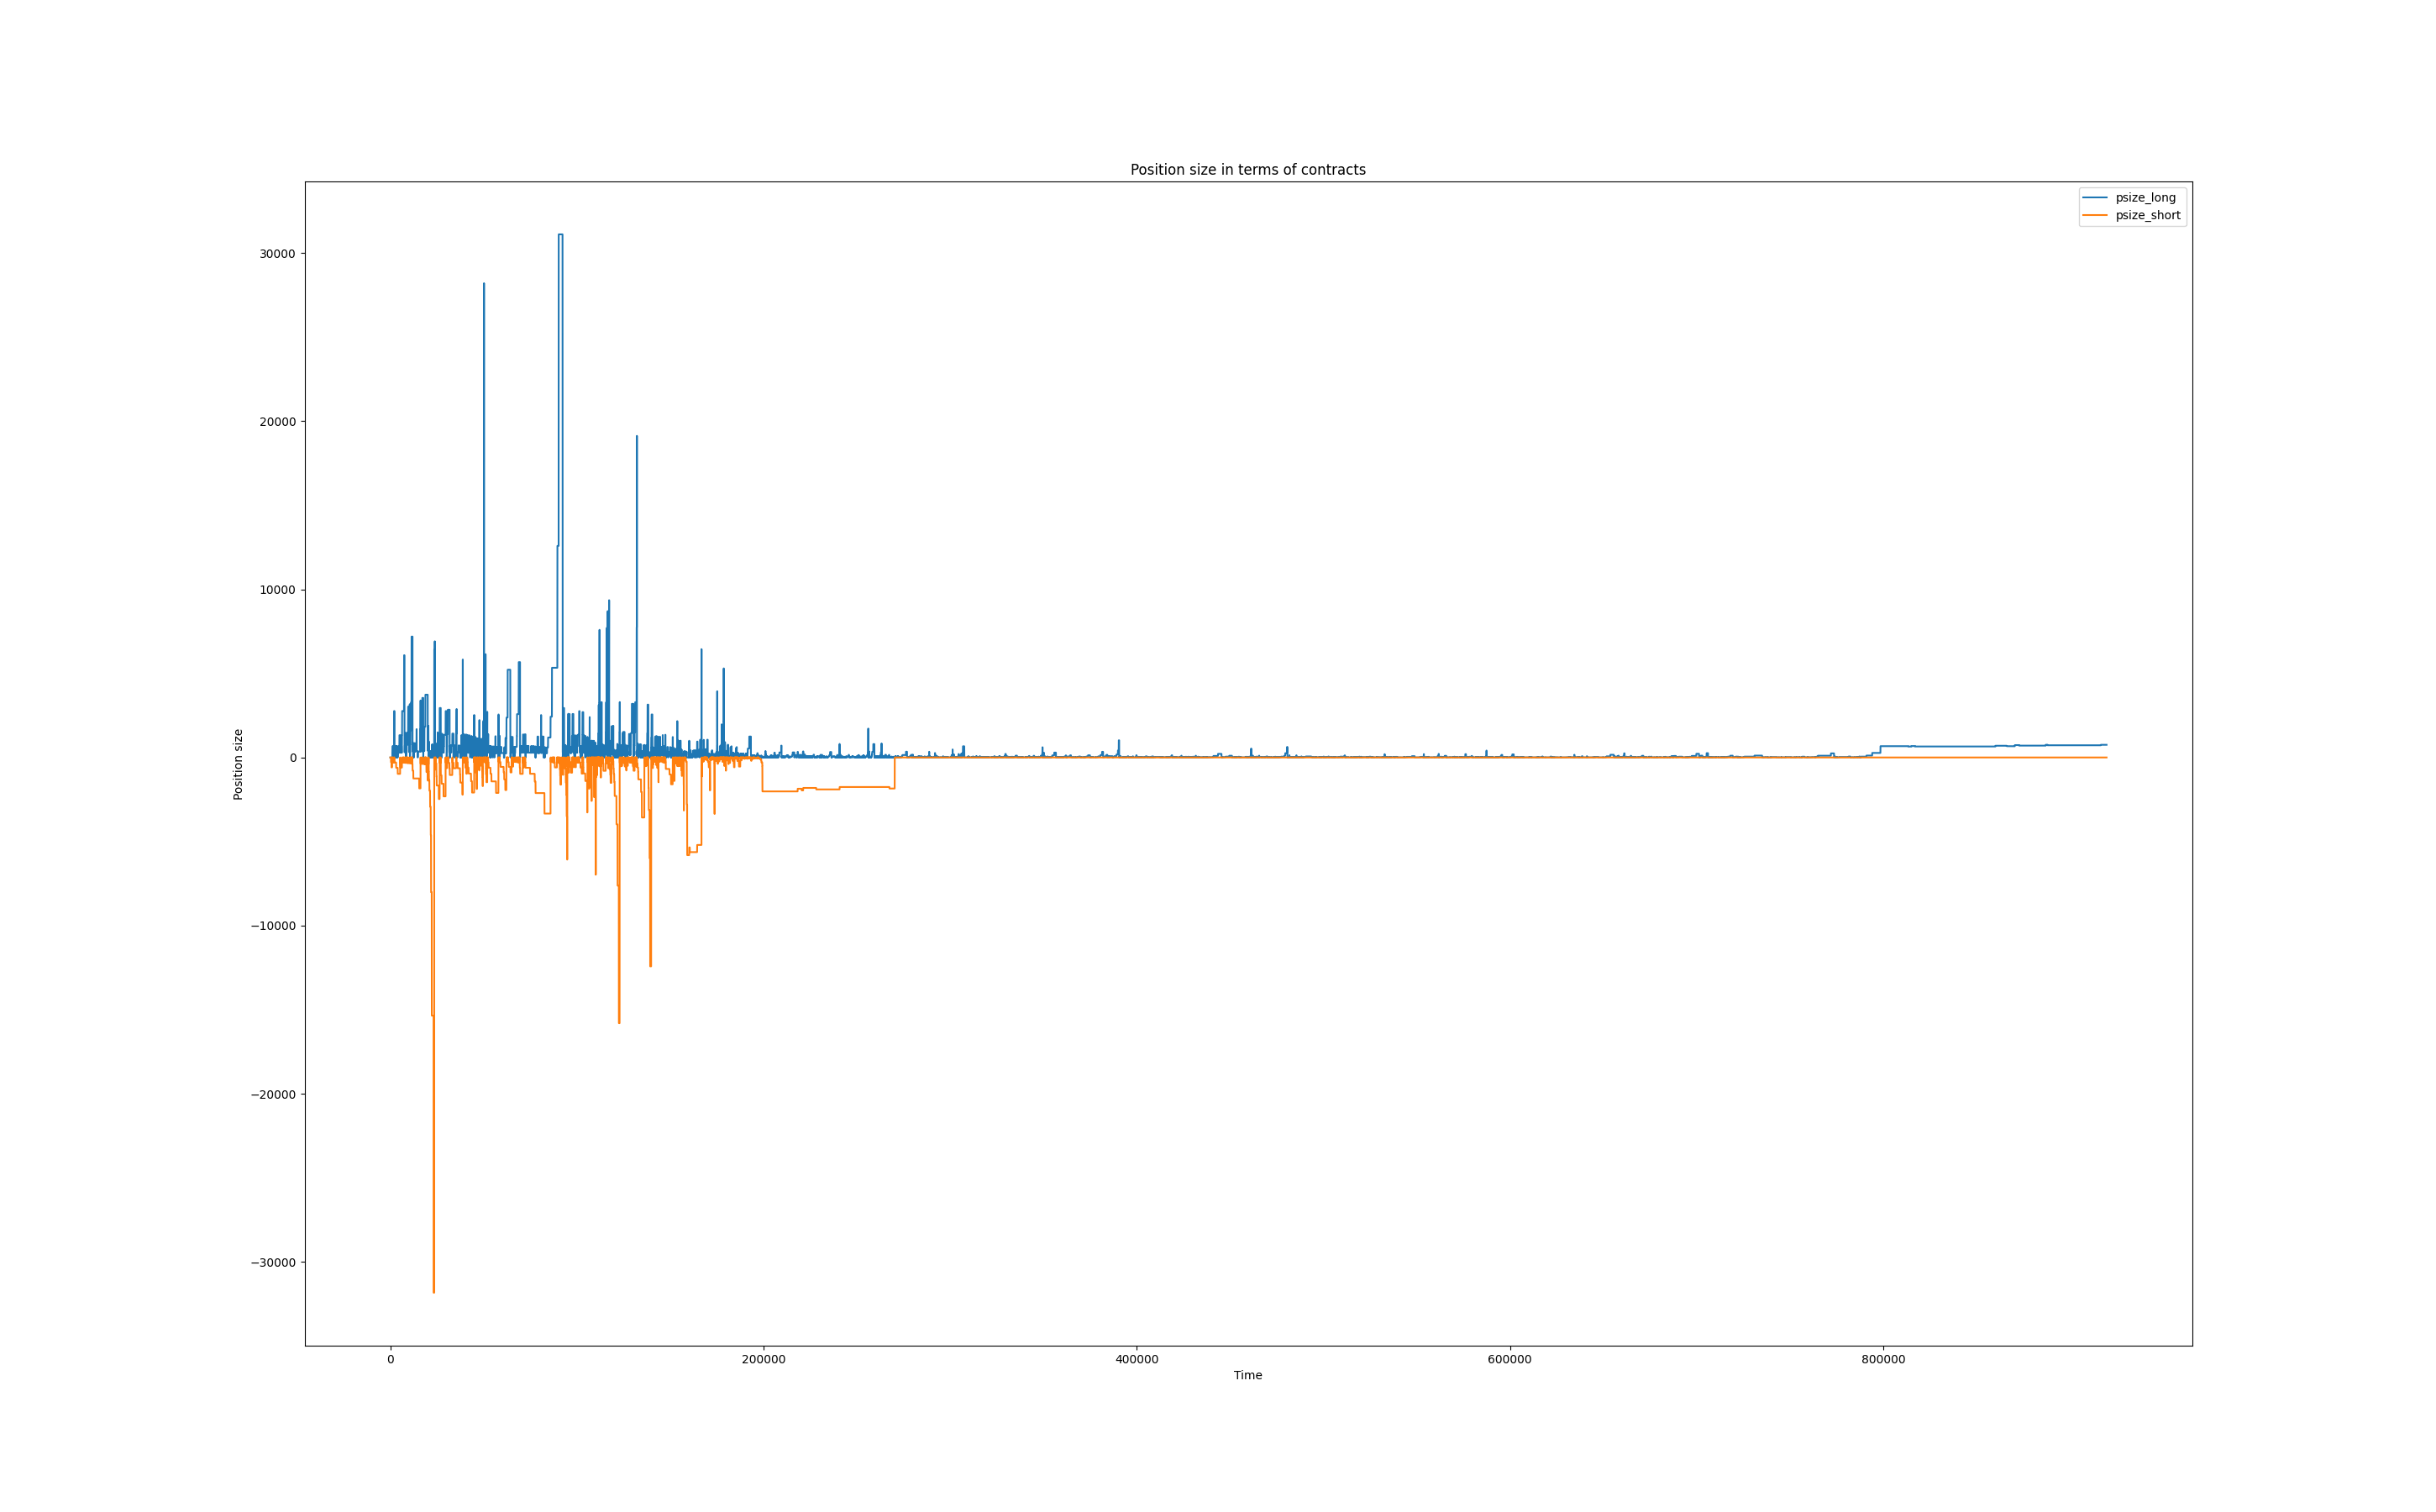 Position size in terms of contracts
psize_long
psize_short
30000
20000
10000
0
−10000
−20000
−30000
Position size
0
200000
400000
600000
800000
Time